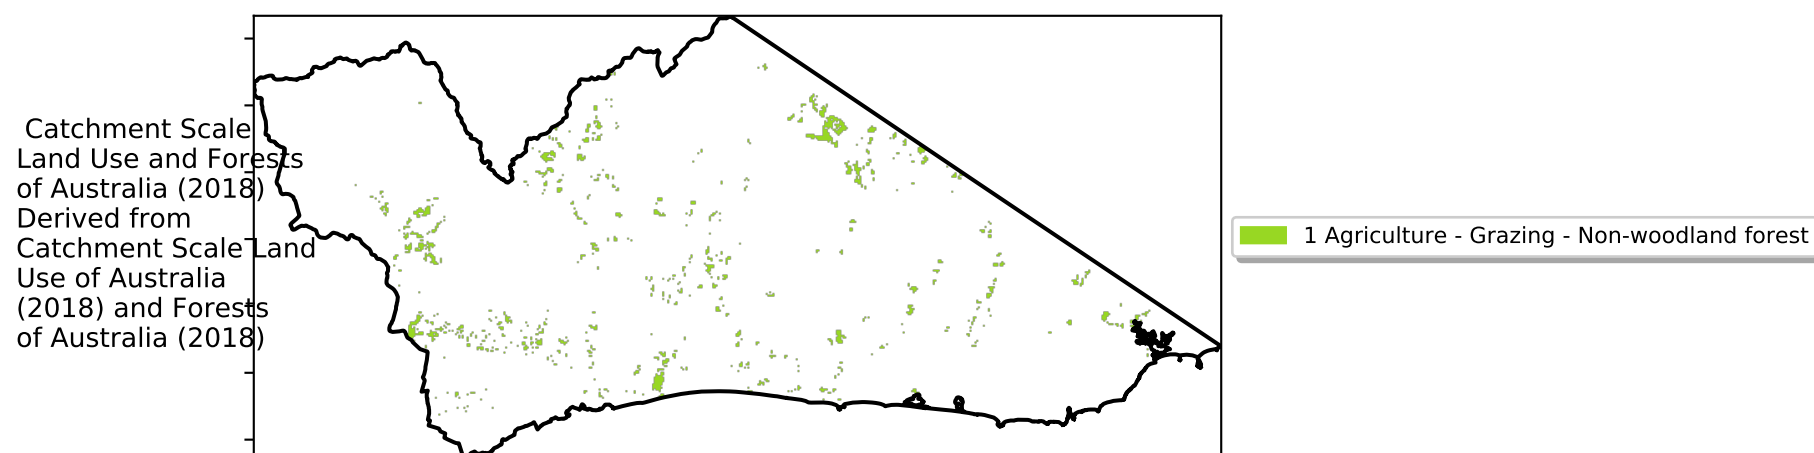 Catchment Scale
Land Use and Forests
of Australia (2018)
Derived from
Catchment Scale Land
Use of Australia
(2018) and Forests
of Australia (2018)
1 Agriculture - Grazing - Non-woodland forest